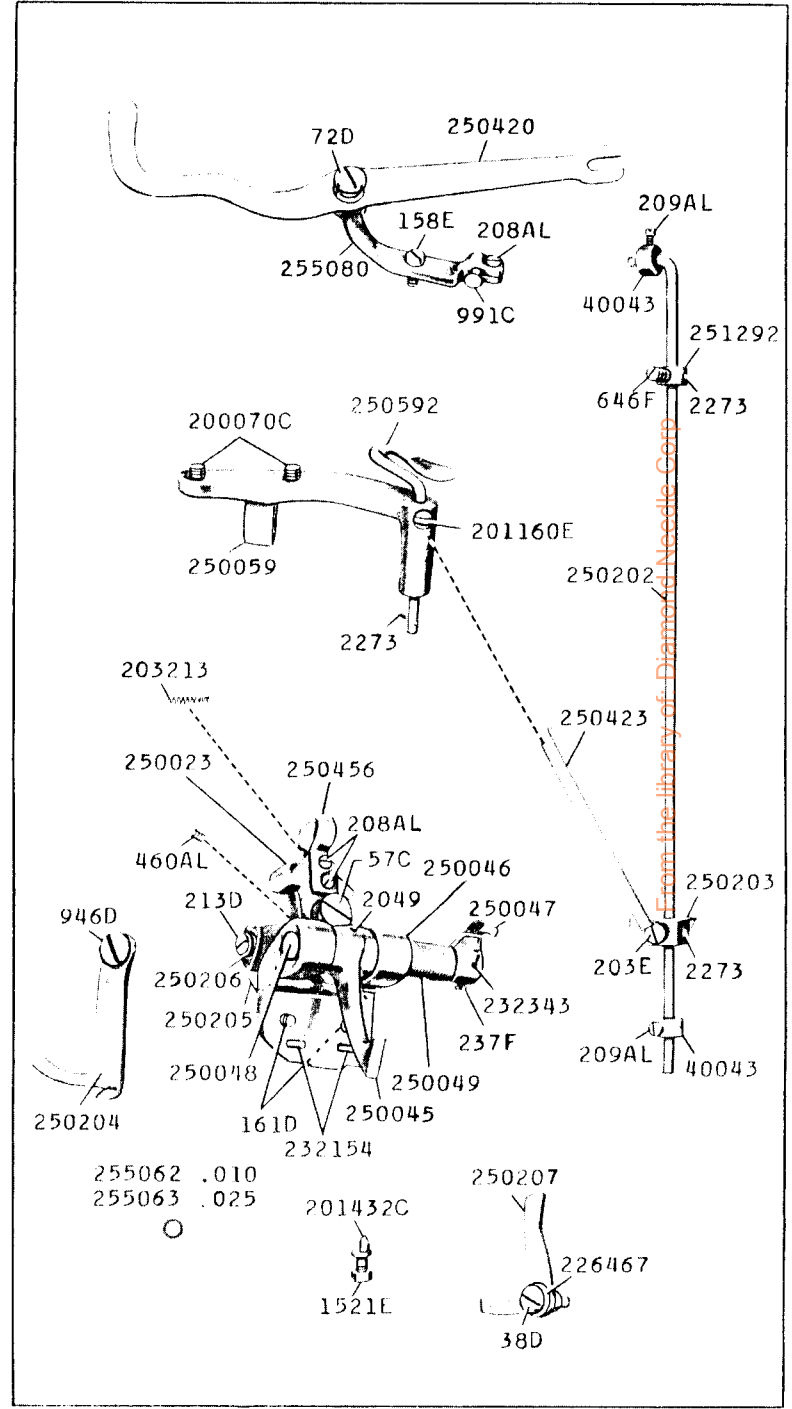 72D
250420
158E
208AL
255080
991C
209AL
40043
251292
646F
2273
250592
200070C
201160E
250059
2273
250202
From the library of: Diamond Needle Corp
203213
250423
250023
250456
208AL
460AL
57C
250046
213D
2049
250047
250203
946D
203E
2273
250206
232343
250205
237F
209AL
40043
250048
250049
250045
250204
161D
232154
255062 .010
255063 .025
250207
201432C
226467
1521E
38D